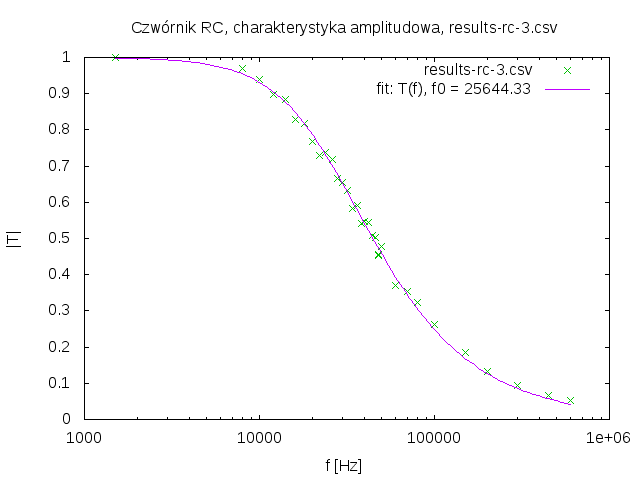 Czwórnik RC, charakterystyka amplitudowa, results-rc-3.csv
results-rc-3.csv
fit: T(f), f0 = 25644.33
|T|
1
0.9
0.8
0.7
0.6
0.5
0.4
0.3
0.2
0.1
0
1000 10000 100000 1e+06
f [Hz]